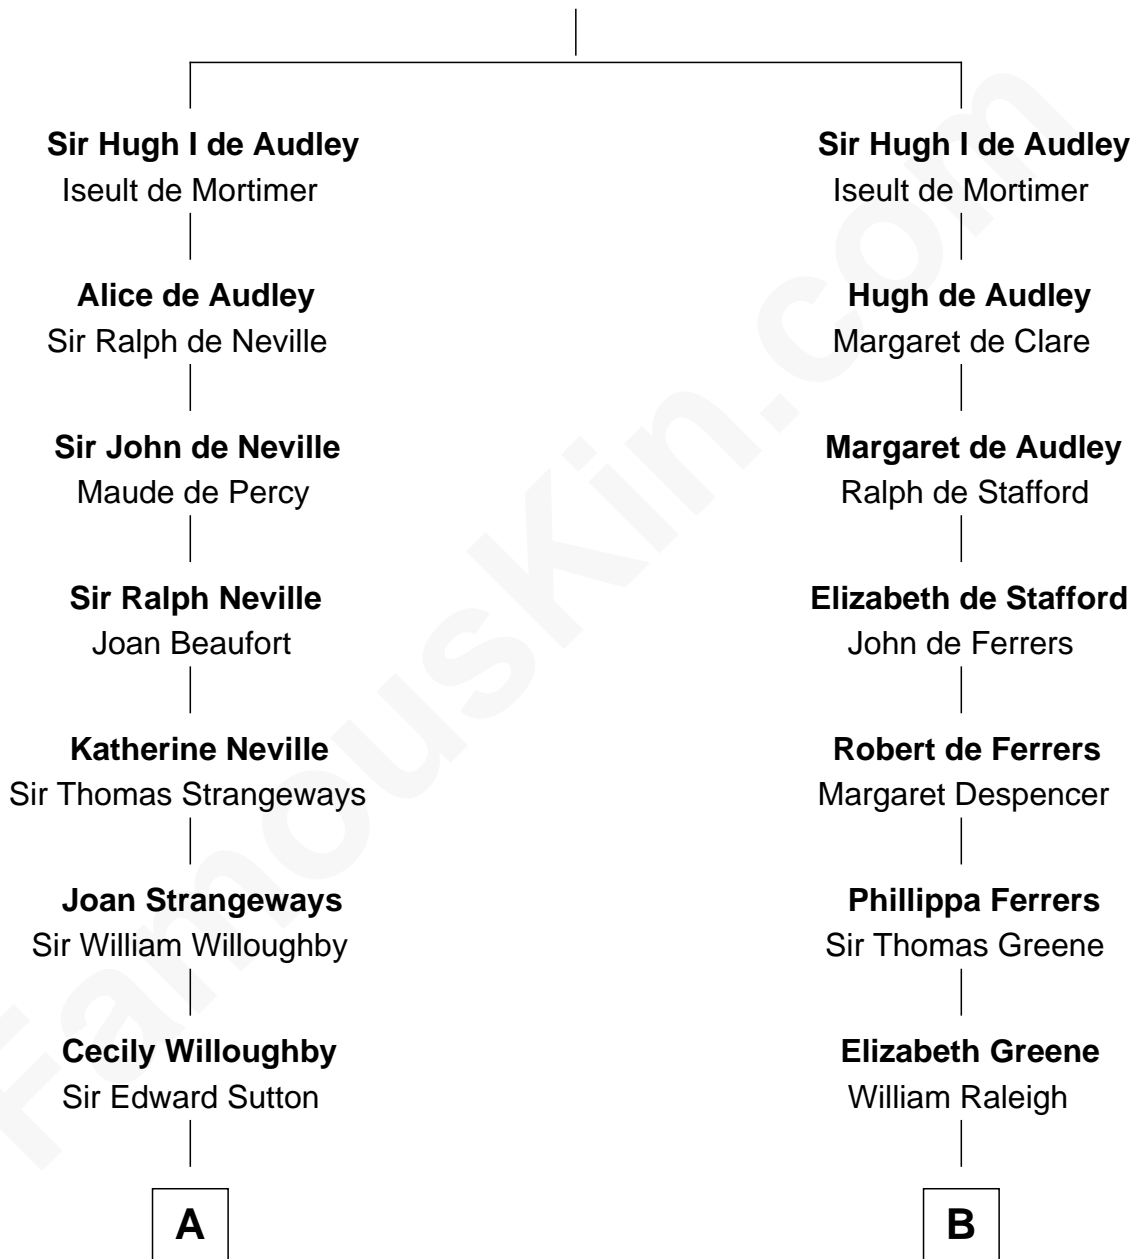 Sir Hugh I de Audley
Iseult de Mortimer
Alice de Audley
Sir Ralph de Neville
Sir John de Neville
Maude de Percy
Sir Ralph Neville
Joan Beaufort
Katherine Neville
Sir Thomas Strangeways
Joan Strangeways
Sir William Willoughby
Cecily Willoughby
Sir Edward Sutton
A
Sir Hugh I de Audley
Iseult de Mortimer
Hugh de Audley
Margaret de Clare
Margaret de Audley
Ralph de Stafford
Elizabeth de Stafford
John de Ferrers
Robert de Ferrers
Margaret Despencer
Phillippa Ferrers
Sir Thomas Greene
Elizabeth Greene
William Raleigh
B
FamousKin.com